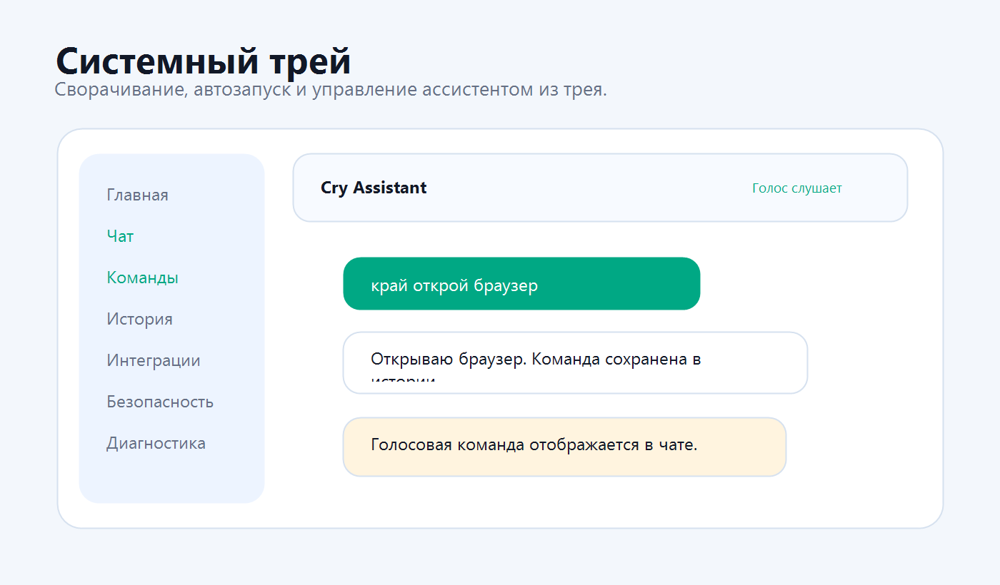 Системный трей
Сворачивание, автозапуск и управление ассистентом из трея.
Главная
Чат
Команды
История
Интеграции
Безопасность
Диагностика
Cry Assistant
Голос слушает
край открой браузер
Открываю браузер. Команда сохранена в
истории.
Голосовая команда отображается в чате.